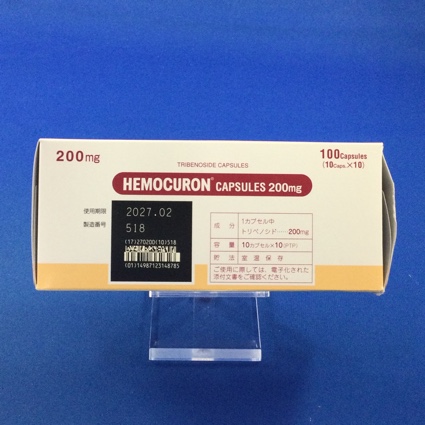 200mg
100Capsules
(10Caps.×10)
TRIBENOSIDE CAPSULES
HEMOCURON® CAPSULES 200mg
使用期限 2027.02
製造番号 518
(17)270200(10)518
(01)14987123148785
成分 1カプセル中
トリベノシド……200mg
容量 10カプセル×10(PTP)
貯法 室温保存
ご使用に際しては、電子化された
添付文書をご確認ください。